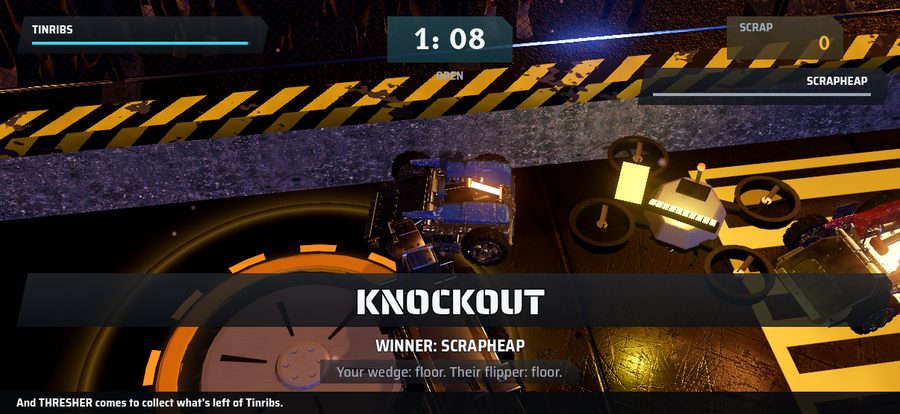 TINRIBS
1: 08
SCRAP
0
OPEN
SCRAPHEAP
KNOCKOUT
WINNER: SCRAPHEAP
Your wedge: floor. Their flipper: floor.
And THRESHER comes to collect what's left of Tinribs.